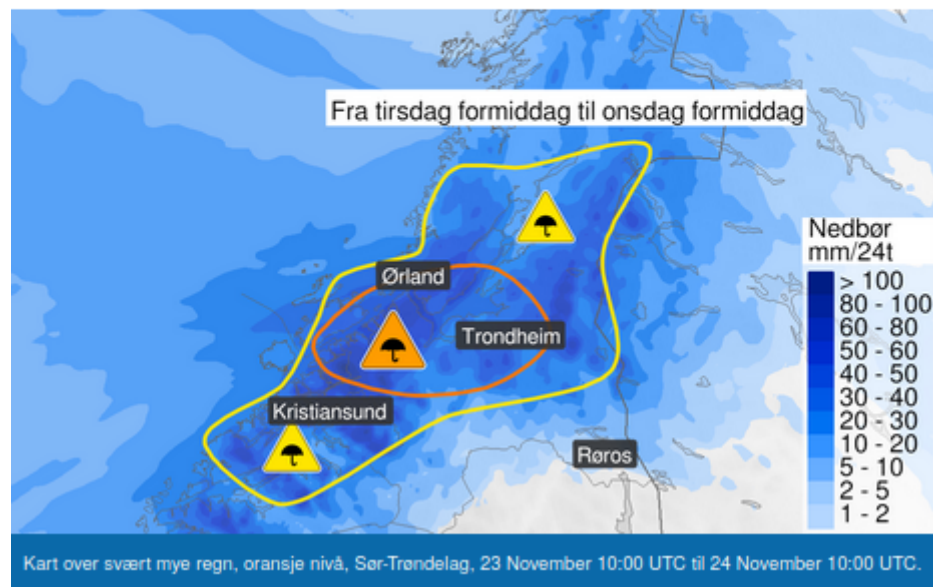 Fra tirsdag formiddag til onsdag formiddag
Nedbør
mm/24t
> 100
80 - 100
60 - 80
50 - 60
40 - 50
30 - 40
20 - 30
10 - 20
5 - 10
2 - 5
1 - 2
Ørland
Trondheim
Kristiansund
Røros
Kart over svært mye regn, oransje nivå, Sør-Trøndelag, 23 November 10:00 UTC til 24 November 10:00 UTC.